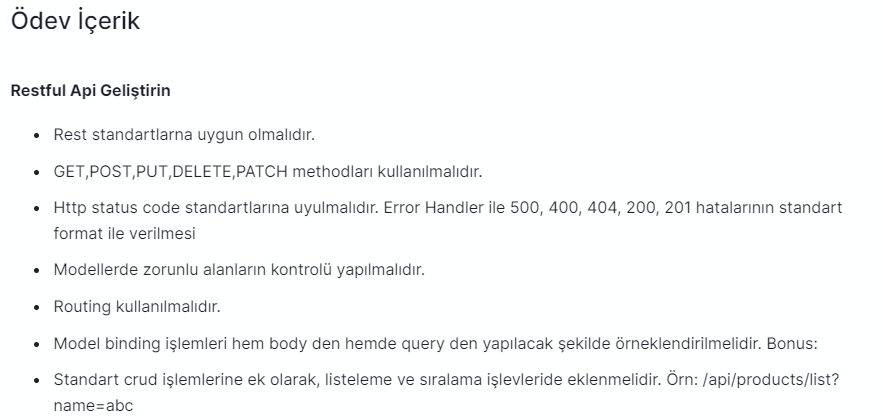 Ödev İçerik
Restful Api Geliştirin
Rest standartlarna uygun olmalıdır.
GET,POST,PUT,DELETE,PATCH methodları kullanılmalıdır.
Http status code standartlarına uyulmalıdır. Error Handler ile 500, 400, 404, 200, 201 hatalarının standart
format ile verilmesi
Modellerde zorunlu alanların kontrolü yapılmalıdır.
Routing kullanılmalıdır.
Model binding işlemleri hem body den hemde query den yapılacak şekilde örneklendirilmelidir. Bonus:
Standart crud işlemlerine ek olarak, listeleme ve sıralama işlevleride eklenmelidir. Örn: /api/products/list?
name=abc